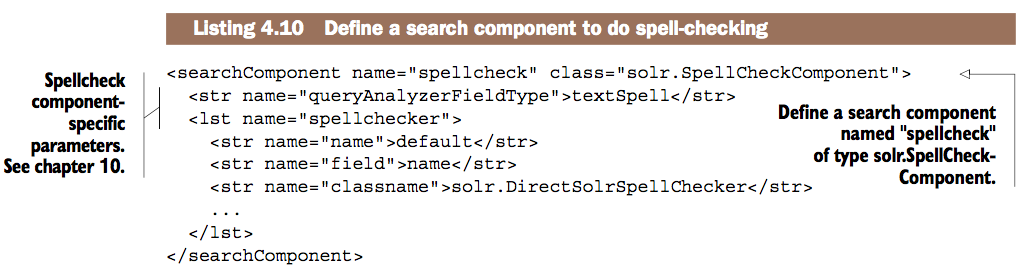 Listing 4.10 Define a search component to do spell-checking
Spellcheck
component-
specific
parameters.
See chapter 10.
<searchComponent name="spellcheck" class="solr.SpellCheckComponent">
  <str name="queryAnalyzerFieldType">textSpell</str>
  <lst name="spellchecker">
    <str name="name">default</str>
    <str name="field">name</str>
    <str name="classname">solr.DirectSolrSpellChecker</str>
    ...
  </lst>
</searchComponent>
Define a search component
named "spellcheck"
of type solr.SpellCheck-
Component.